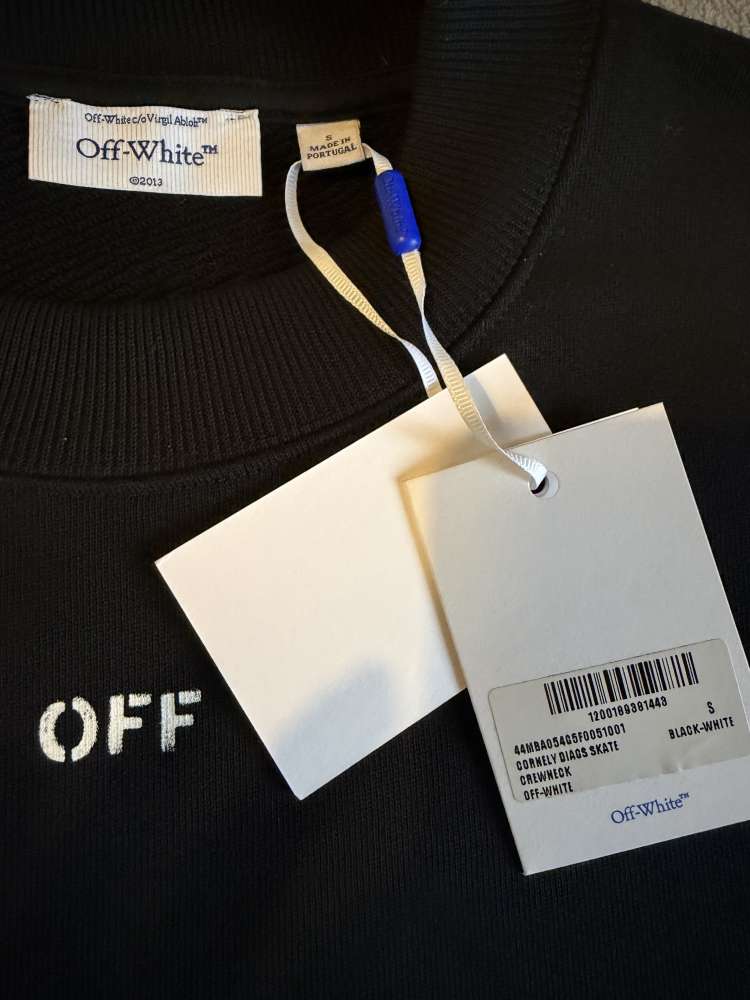 Off-White c/o Virgil Abloh™
Off-White™
©2013
S
MADE IN
PORTUGAL
OFF
1200189391443
44MBA054G5F0051001
S
CORNELY DIAGS SKATE
BLACK-WHITE
CREWNECK
OFF-WHITE
Off-White™